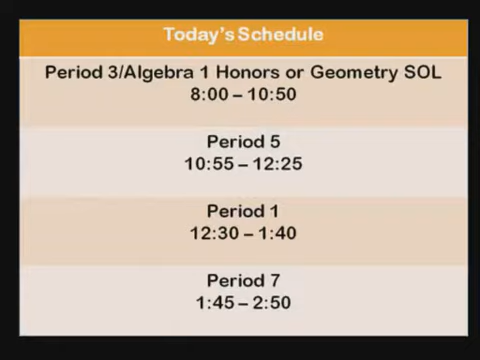 Today's Schedule
Period 3/Algebra 1 Honors or Geometry SOL
8:00 – 10:50
Period 5
10:55 – 12:25
Period 1
12:30 – 1:40
Period 7
1:45 – 2:50